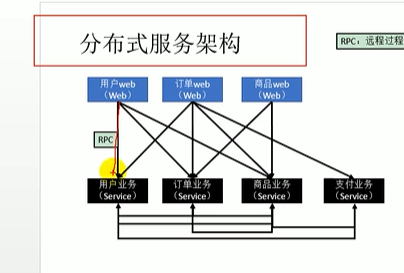 分布式服务架构
RPC：远程过程
用户web
（Web）
订单web
（Web）
商品web
（Web）
RPC
用户业务
（Service）
订单业务
（Service）
商品业务
（Service）
支付业务
（Service）